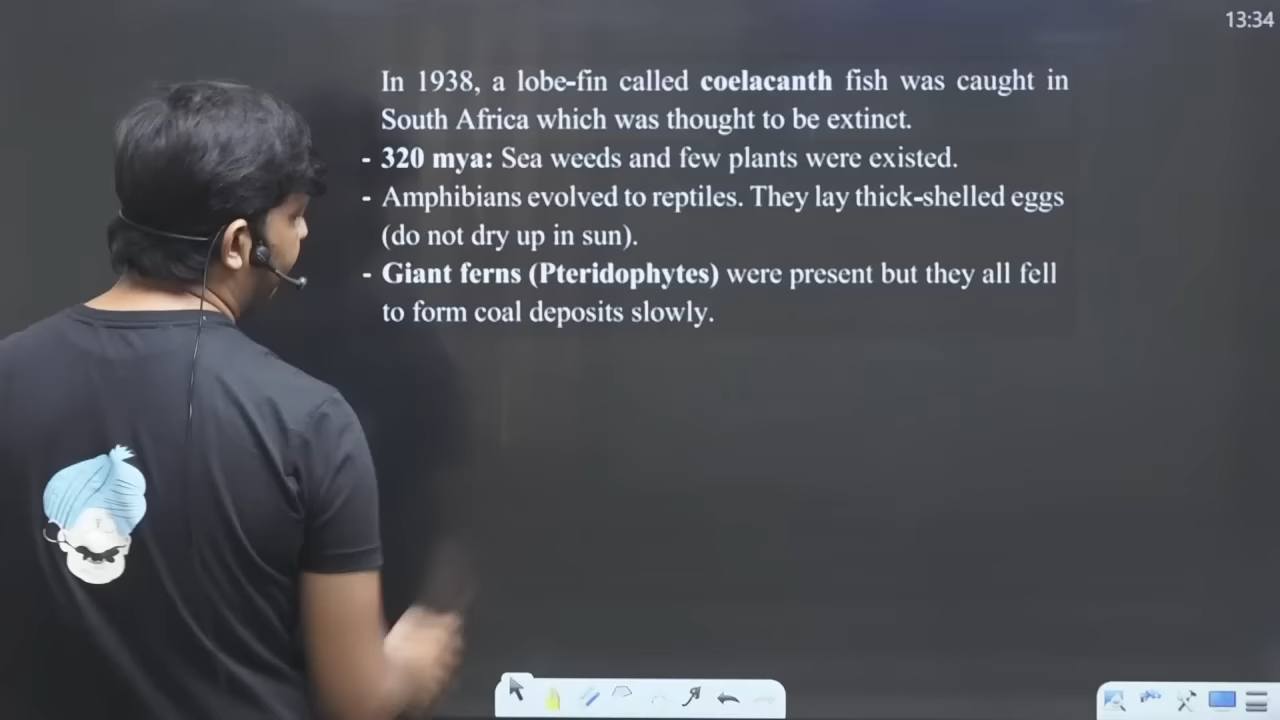 13:34
In 1938, a lobe-fin called coelacanth fish was caught in
South Africa which was thought to be extinct.
- 320 mya: Sea weeds and few plants were existed.
- Amphibians evolved to reptiles. They lay thick-shelled eggs
(do not dry up in sun).
- Giant ferns (Pteridophytes) were present but they all fell
to form coal deposits slowly.